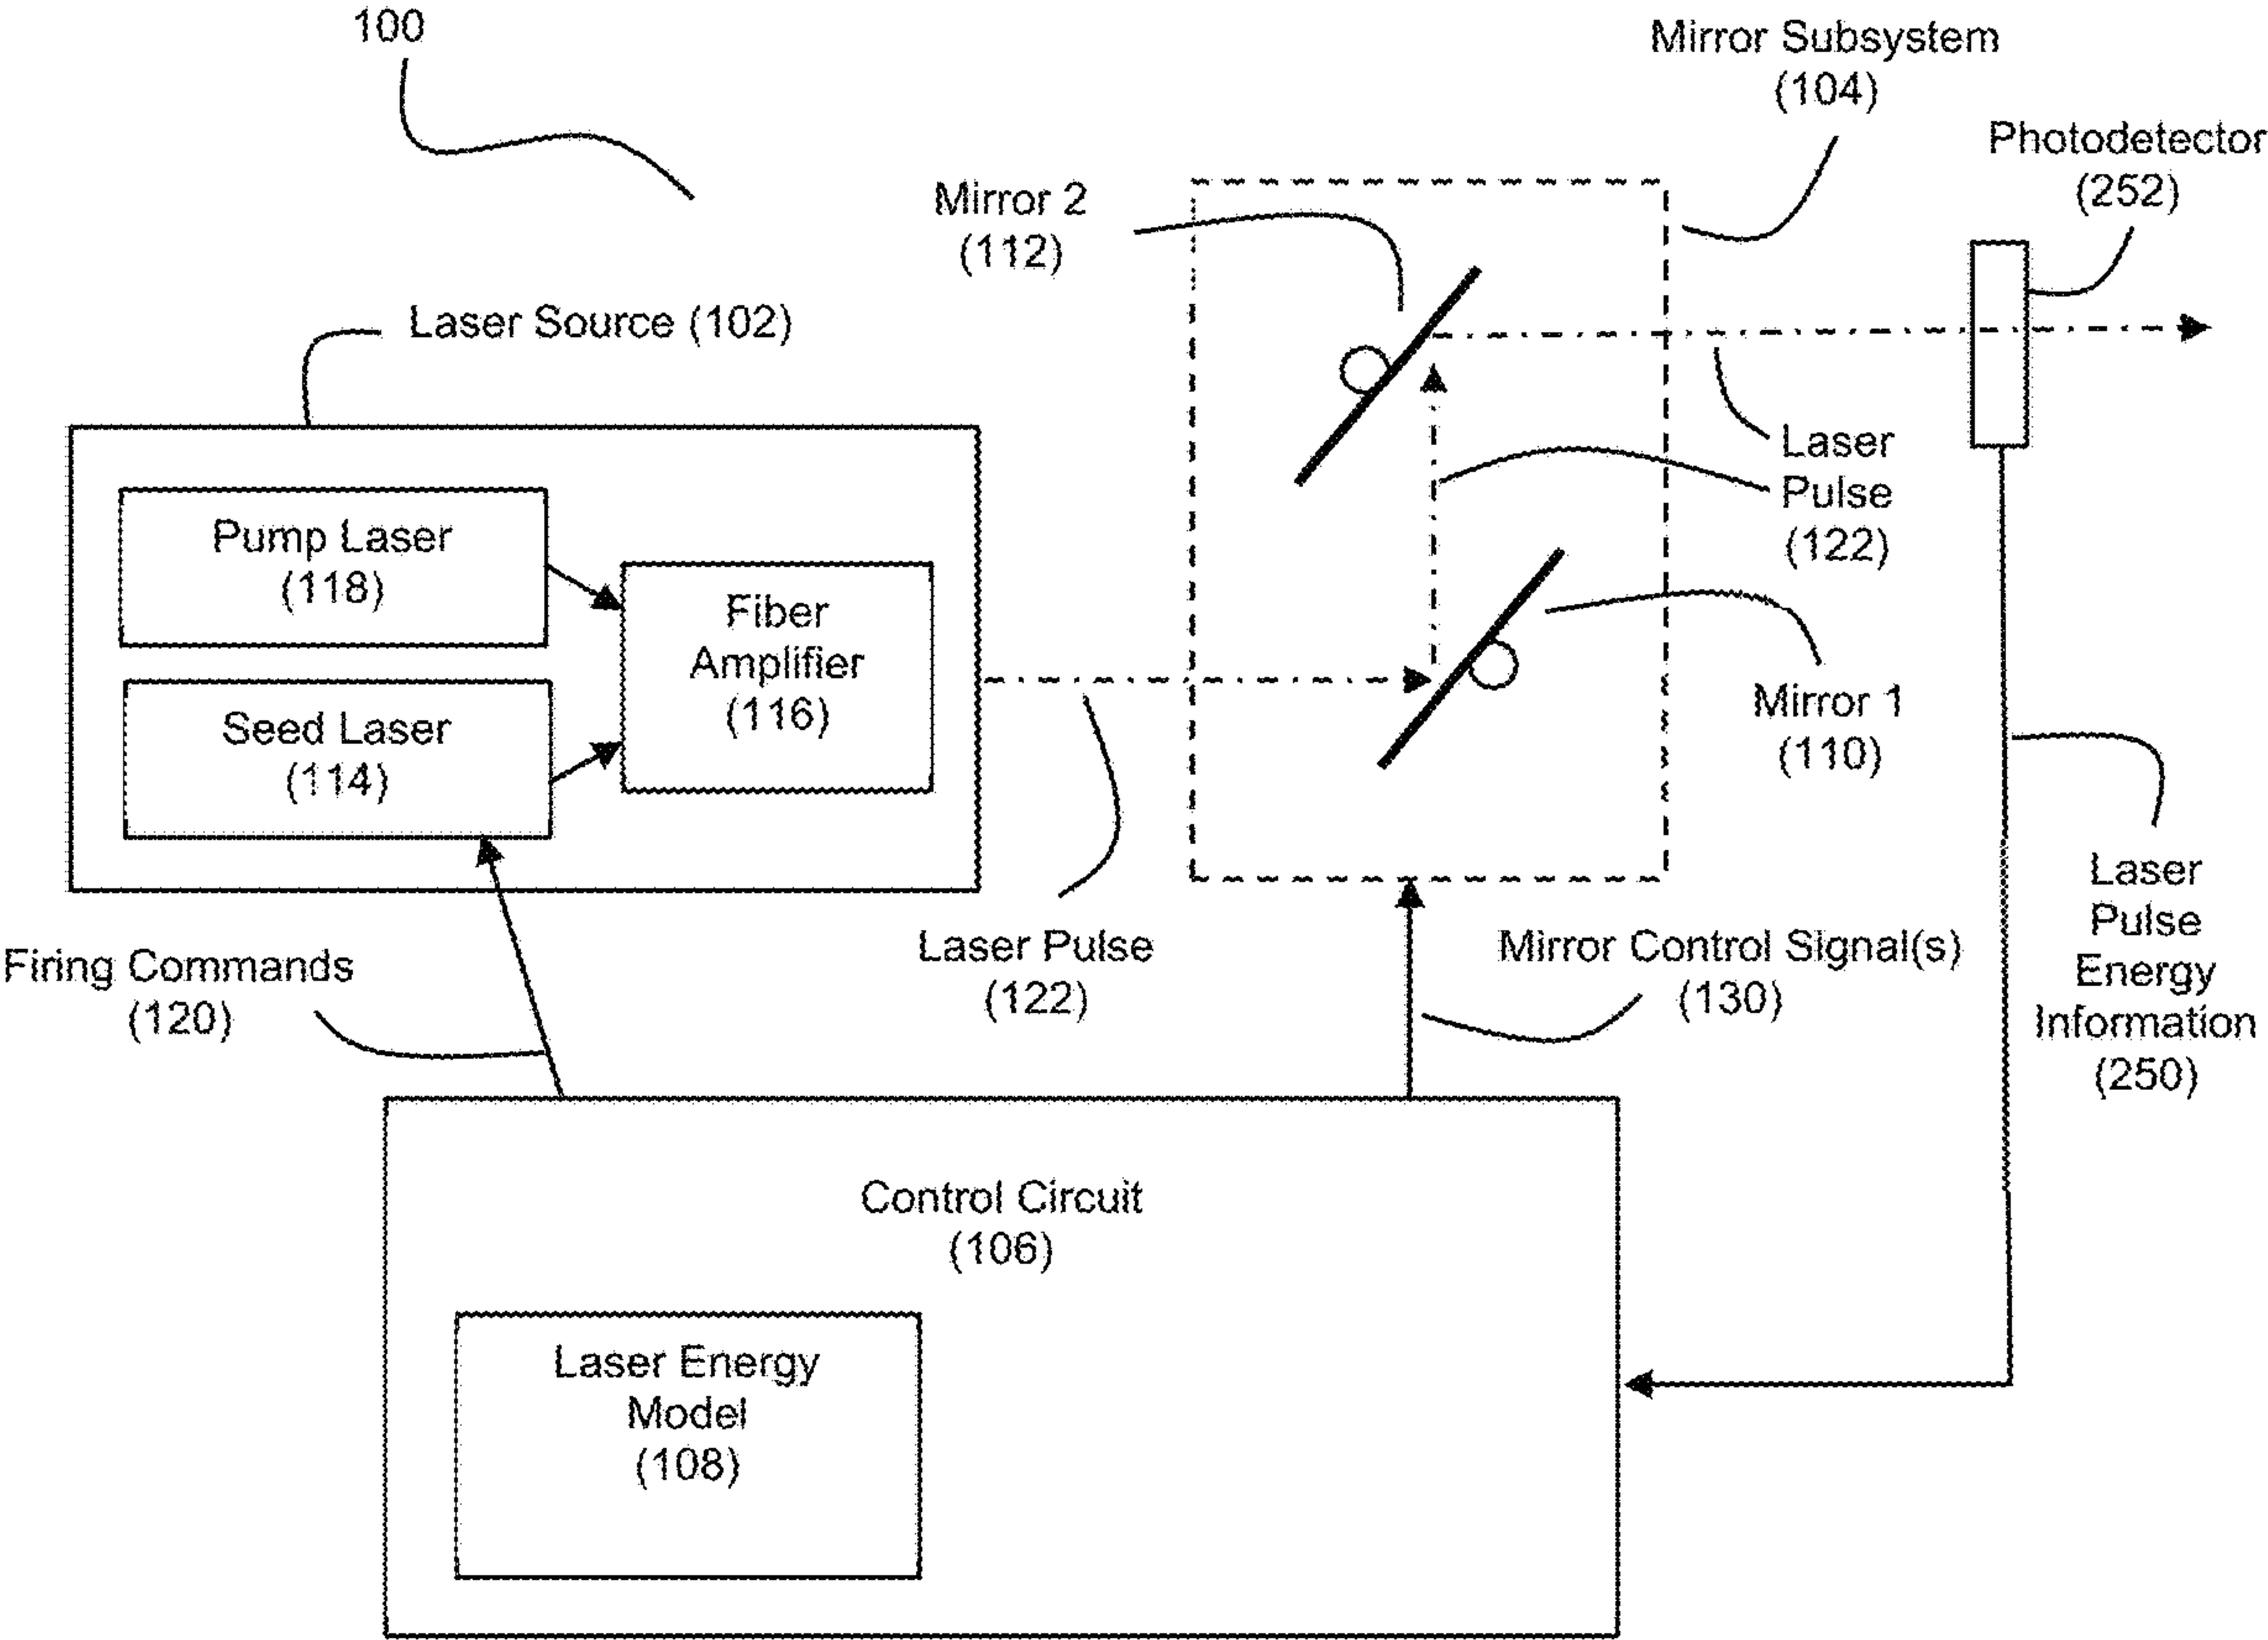 100
Mirror Subsystem
(104)
Photodetector
(252)
Mirror 2
(112)
Laser Source (102)
Laser
Pulse
(122)
Pump Laser
(118)
Fiber
Amplifier
(116)
Seed Laser
(114)
Mirror 1
(110)
Laser
Pulse
Energy
Information
(250)
Firing Commands
(120)
Laser Pulse
(122)
Mirror Control Signal(s)
(130)
Control Circuit
(106)
Laser Energy
Model
(108)